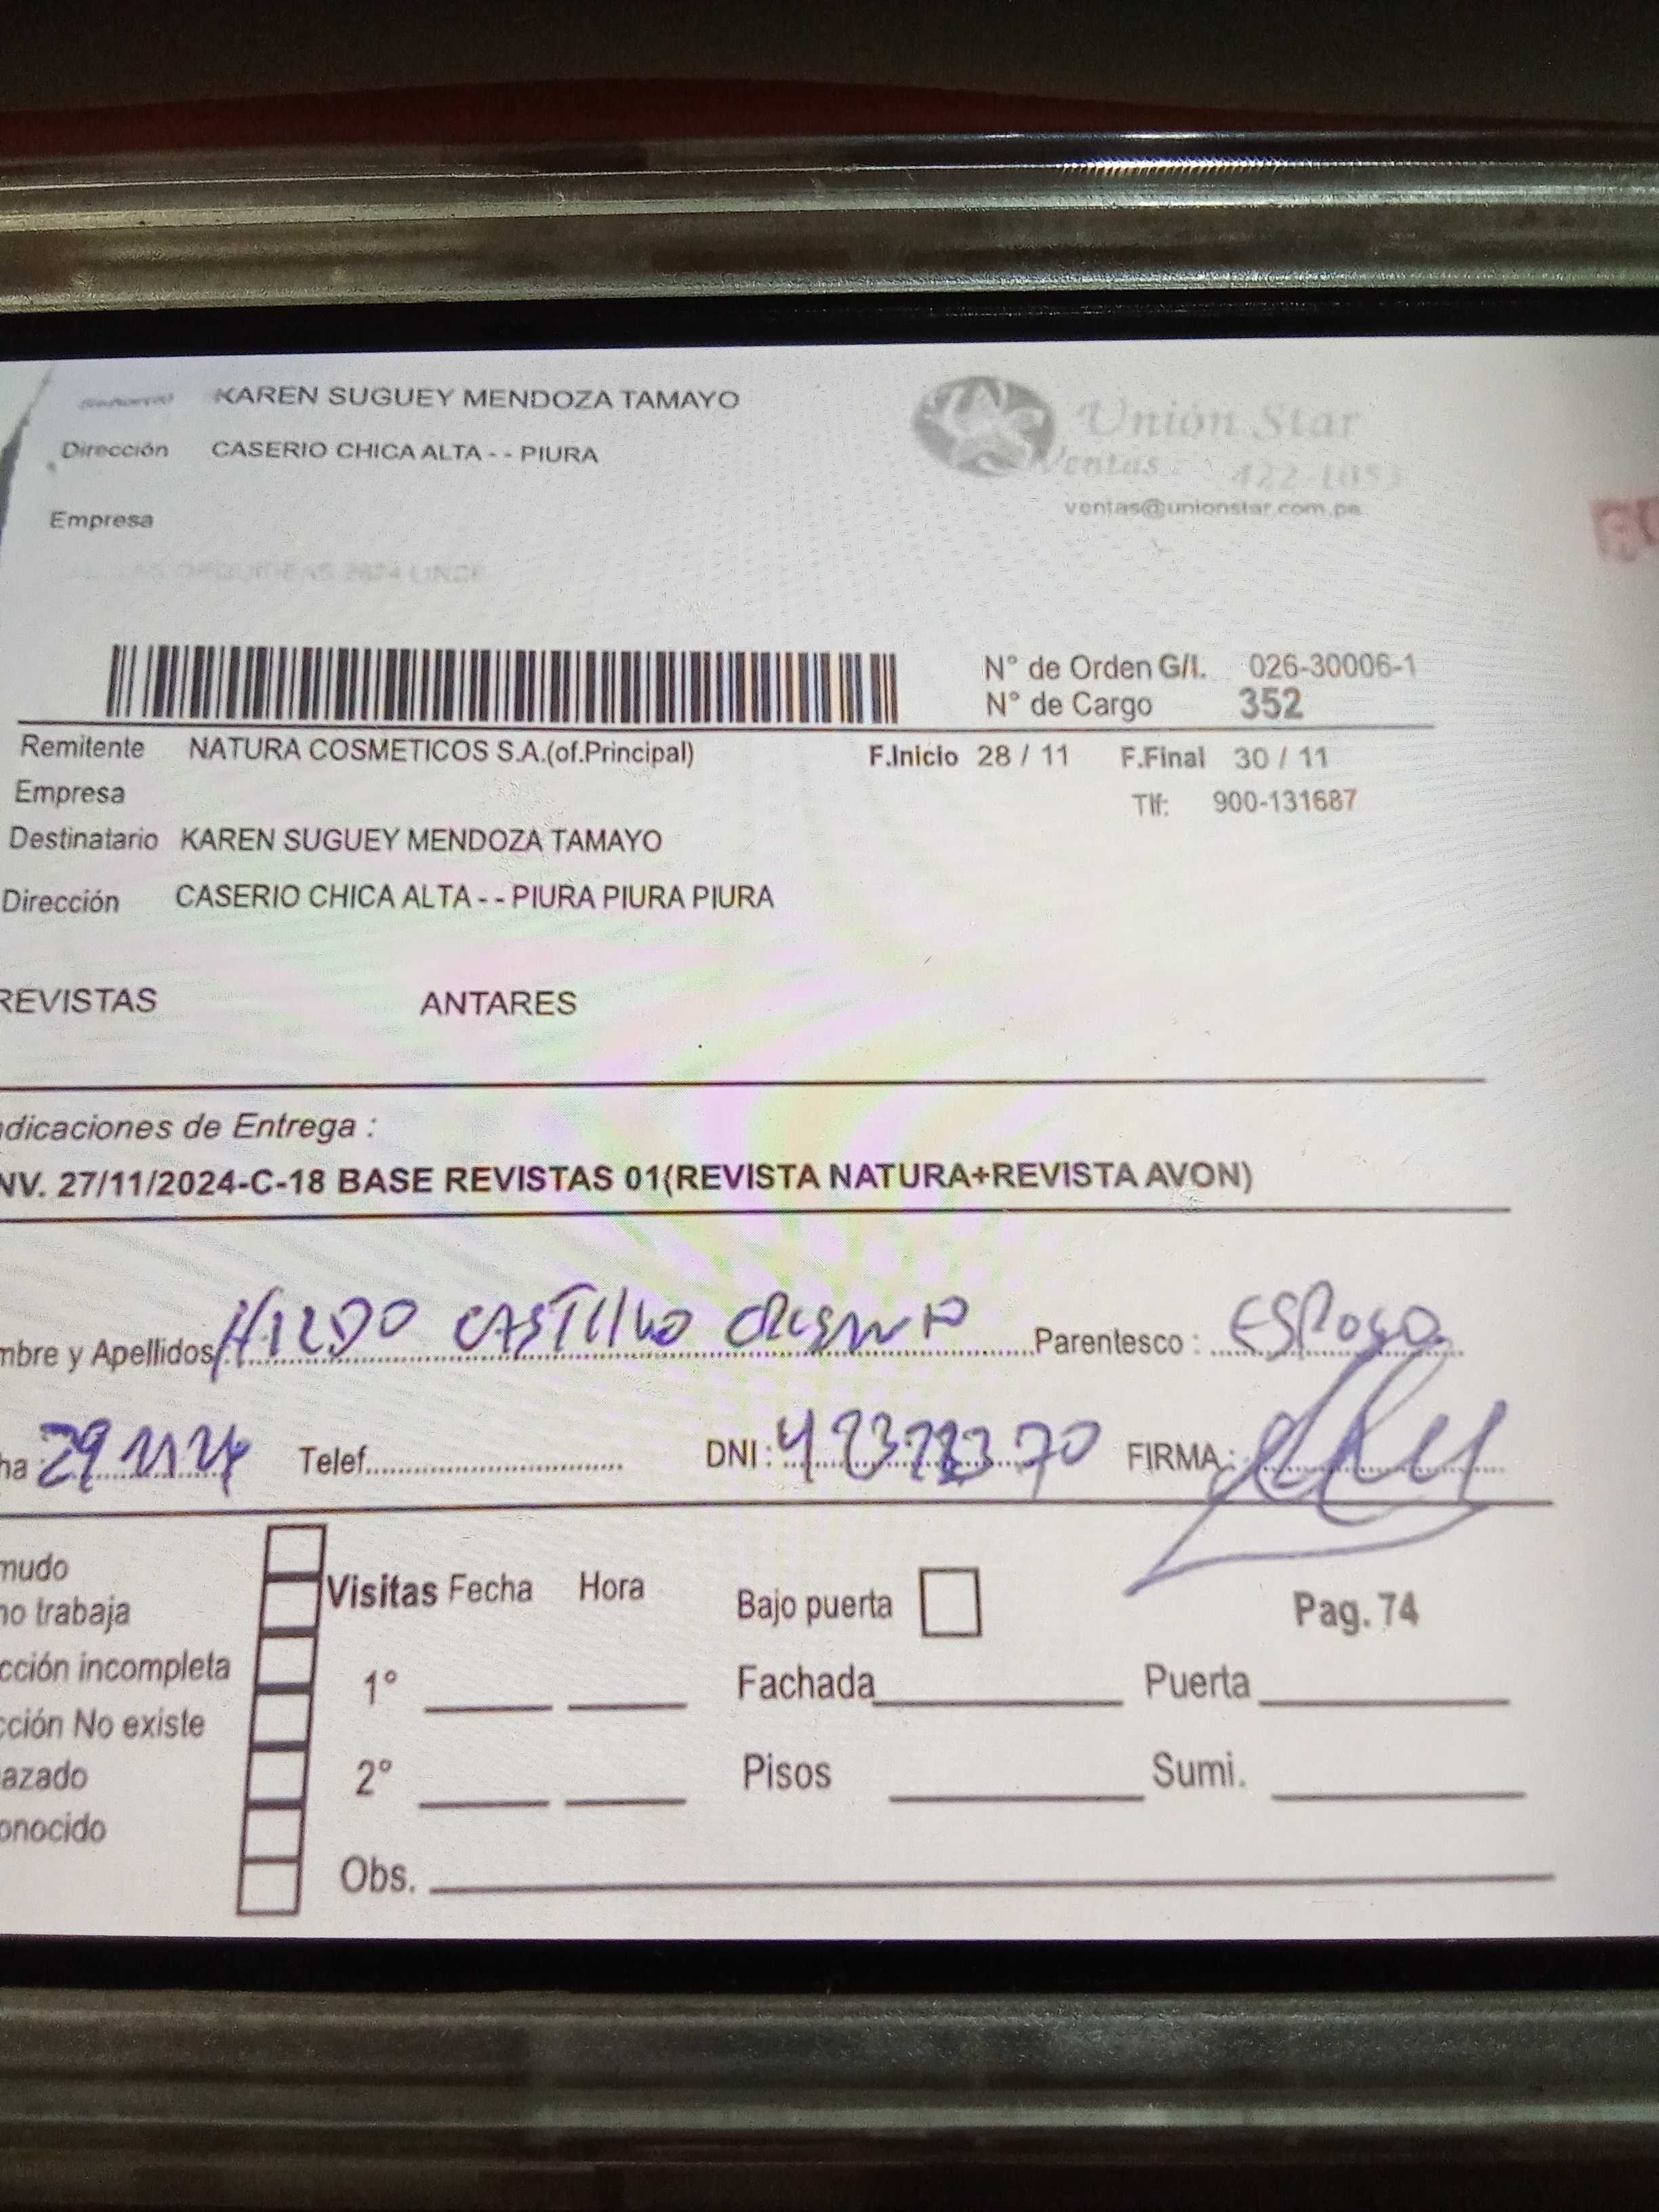 KAREN SUGUEY MENDOZA TAMAYO
Dirección CASERIO CHICA ALTA - - PIURA
Empresa
Unión Star
Ventas : 422-1053
ventas@unionstar.com.pe
N° de Orden G/I. 026-30006-1
N° de Cargo 352
Remitente NATURA COSMETICOS S.A.(of.Principal) F.Inicio 28 / 11 F.Final 30 / 11
Empresa Tlf: 900-131687
Destinatario KAREN SUGUEY MENDOZA TAMAYO
Dirección CASERIO CHICA ALTA - - PIURA PIURA PIURA
REVISTAS ANTARES
ndicaciones de Entrega :
NV. 27/11/2024-C-18 BASE REVISTAS 01(REVISTA NATURA+REVISTA AVON)
mbre y Apellidos CASTILLO Parentesco : ESPOSO
ha 29 11 24 Telef. DNI : FIRMA :
mudo
no trabaja
cción incompleta
cción No existe
azado
onocido
Visitas Fecha Hora Bajo puerta Pag. 74
1° Fachada Puerta
2° Pisos Sumi.
Obs.